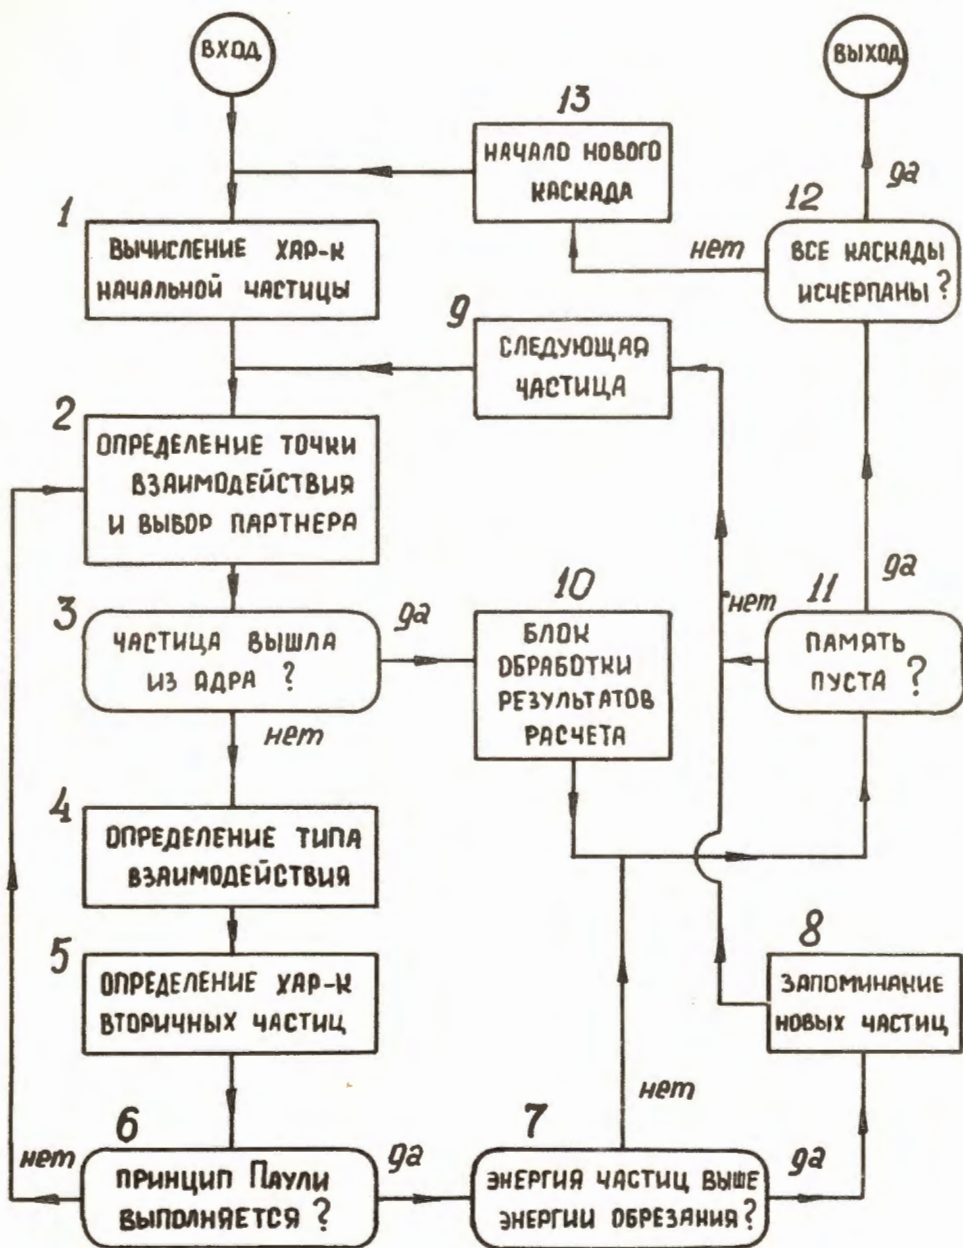 ВХОД
ВЫХОД
13
НАЧАЛО НОВОГО
КАСКАДА
да
12
нет
ВСЕ КАСКАДЫ
ИСЧЕРПАНЫ?
1
ВЫЧИСЛЕНИЕ ХАР-К
НАЧАЛЬНОЙ ЧАСТИЦЫ
9
СЛЕДУЮЩАЯ
ЧАСТИЦА
2
ОПРЕДЕЛЕНИЕ ТОЧКИ
ВЗАИМОДЕЙСТВИЯ
И ВЫБОР ПАРТНЕРА
3
ЧАСТИЦА ВЫШЛА
ИЗ ЯДРА?
да
нет
10
БЛОК
ОБРАБОТКИ
РЕЗУЛЬТАТОВ
РАСЧЕТА
нет
11
да
ПАМЯТЬ
ПУСТА?
4
ОПРЕДЕЛЕНИЕ ТИПА
ВЗАИМОДЕЙСТВИЯ
5
ОПРЕДЕЛЕНИЕ ХАР-К
ВТОРИЧНЫХ ЧАСТИЦ
8
ЗАПОМИНАНИЕ
НОВЫХ ЧАСТИЦ
6
нет
ПРИНЦИП ПАУЛИ
ВЫПОЛНЯЕТСЯ?
да
7
нет
ЭНЕРГИЯ ЧАСТИЦ ВЫШЕ
ЭНЕРГИИ ОБРЕЗАНИЯ?
да